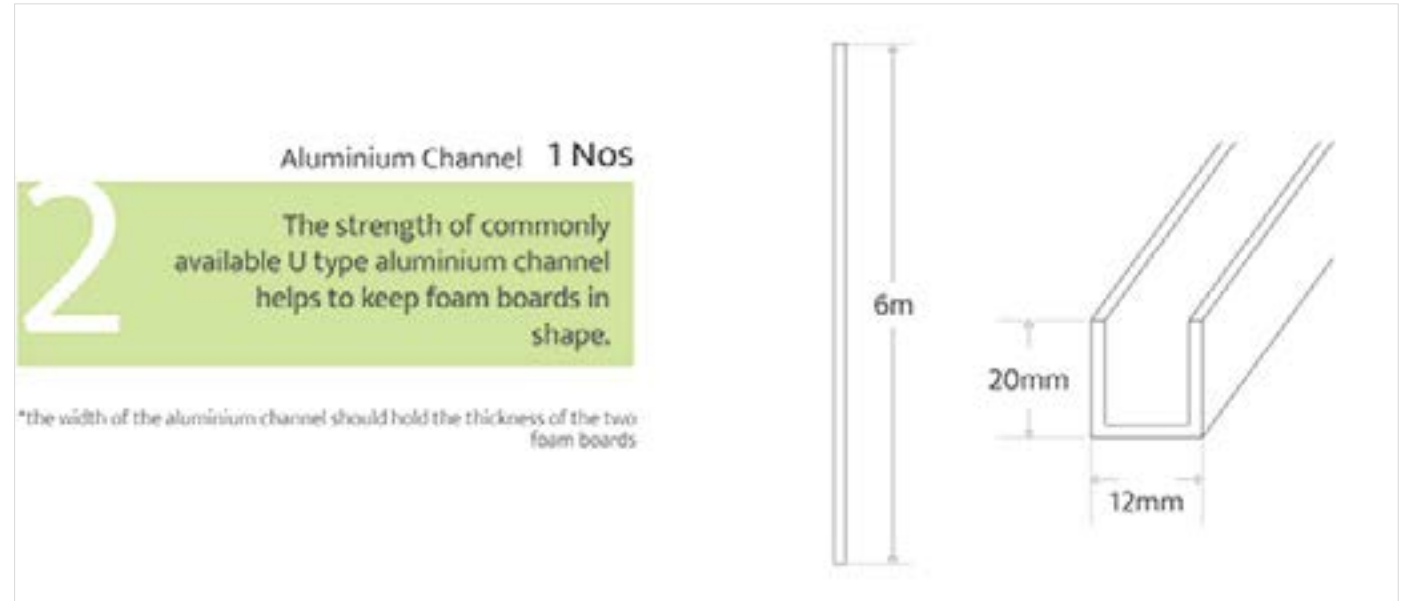 Aluminium Channel 1 Nos
2
The strength of commonly
available U type aluminium channel
helps to keep foam boards in
shape.
*the width of the aluminium channel should hold the thickness of the two
foam boards
6m
20mm
12mm